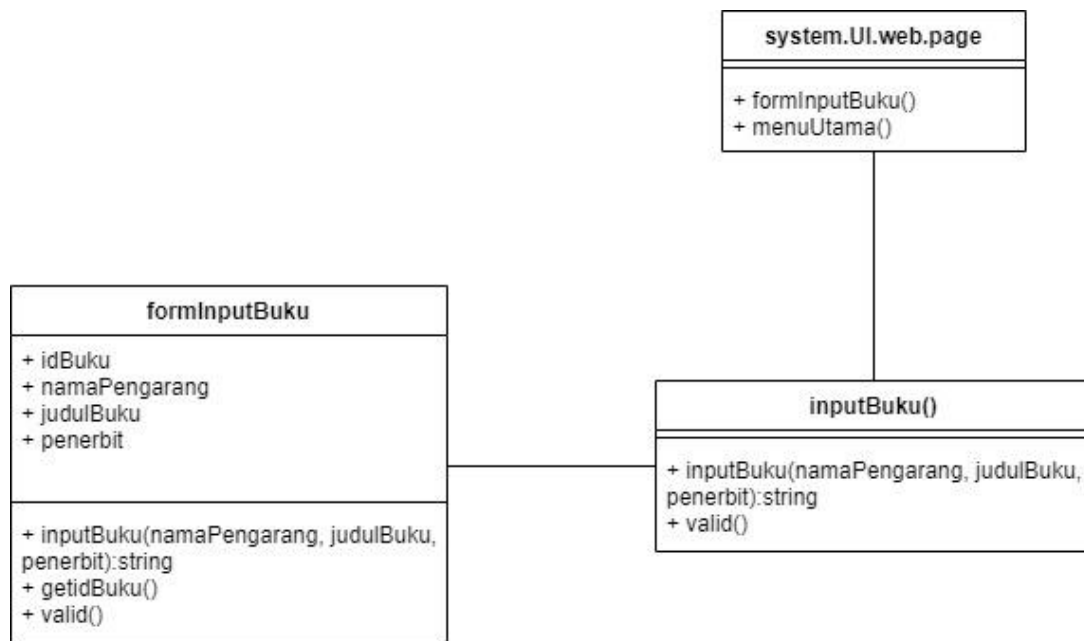 system.UI.web.page
+ formInputBuku()
+ menuUtama()
formInputBuku
+ idBuku
+ namaPengarang
+ judulBuku
+ penerbit
+ inputBuku(namaPengarang, judulBuku,
penerbit):string
+ getidBuku()
+ valid()
inputBuku()
+ inputBuku(namaPengarang, judulBuku,
penerbit):string
+ valid()